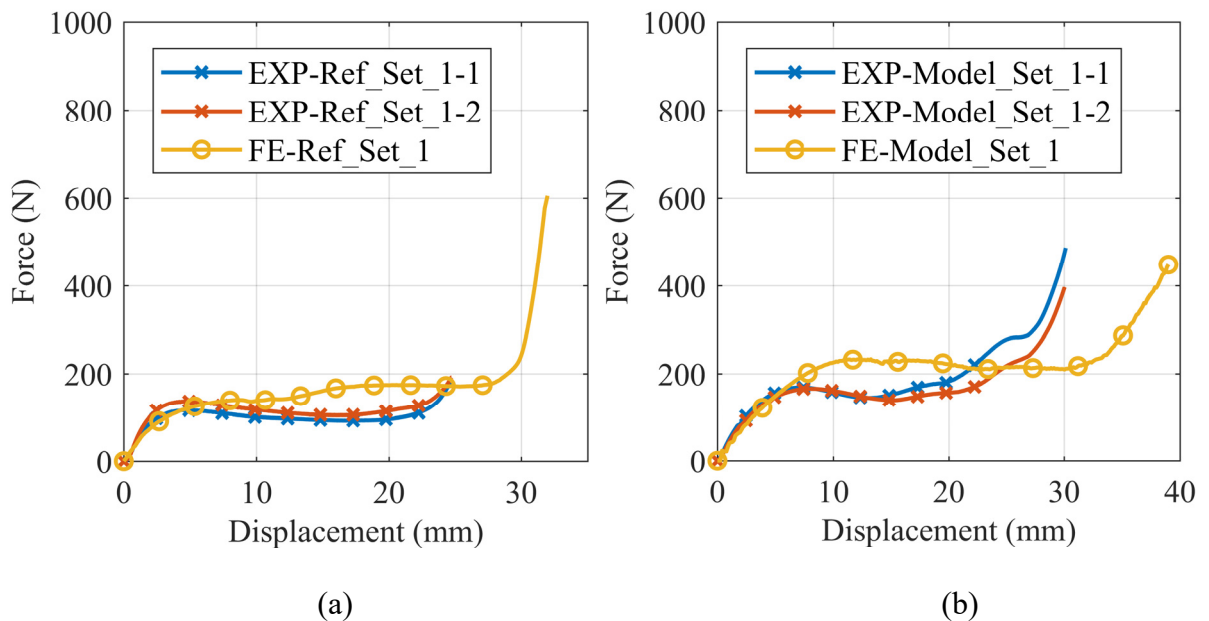 1000
800
600
400
200
0
Force (N)
EXP-Ref_Set_1-1
EXP-Ref_Set_1-2
FE-Ref_Set_1
0 10 20 30
Displacement (mm)
(a)
1000
800
600
400
200
0
Force (N)
EXP-Model_Set_1-1
EXP-Model_Set_1-2
FE-Model_Set_1
0 10 20 30 40
Displacement (mm)
(b)